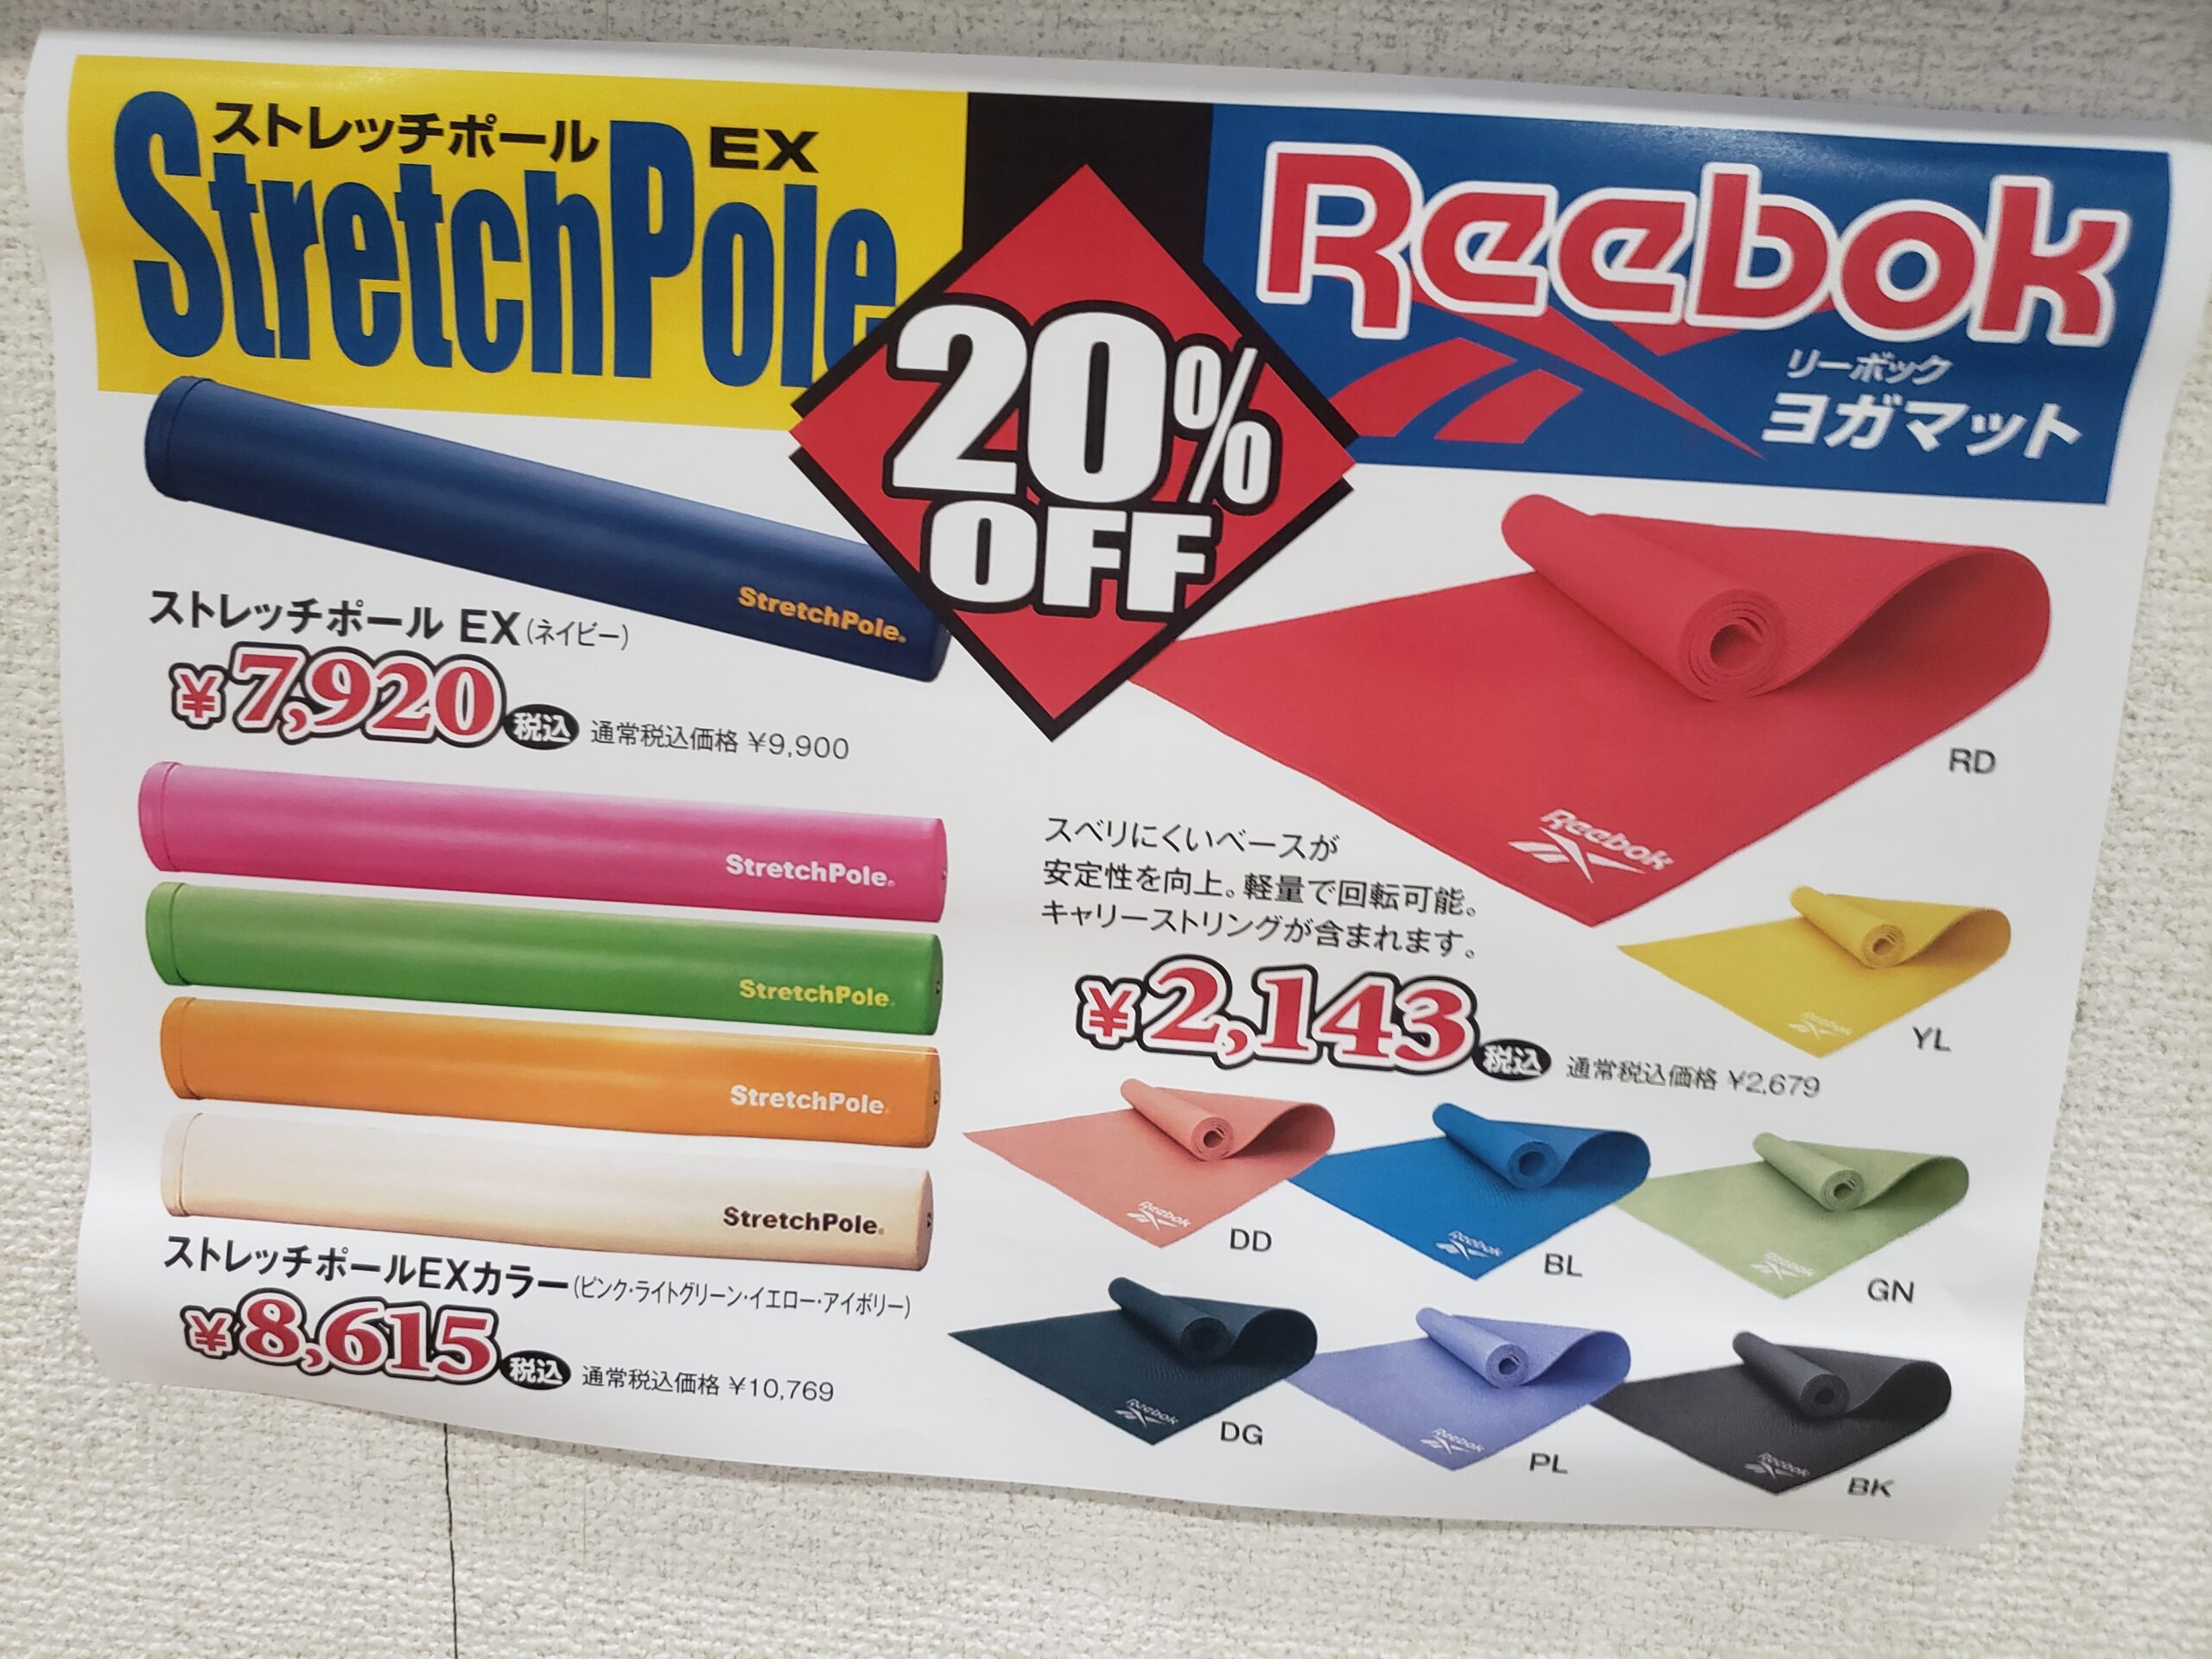 ストレッチポール EX
StretchPole
20%
OFF
Reebok
リーボック
ヨガマット
StretchPole®
ストレッチポール EX(ネイビー)
¥7,920 税込 通常税込価格 ¥9,900
StretchPole®
StretchPole®
StretchPole®
StretchPole®
ストレッチポールEXカラー(ピンク・ライトグリーン・イエロー・アイボリー)
¥8,615 税込 通常税込価格 ¥10,769
Reebok
RD
スベリにくいベースが
安定性を向上。軽量で回転可能。
キャリーストリングが含まれます。
¥2,143 税込 通常税込価格 ¥2,679
Reebok
YL
Reebok
DD
Reebok
BL
Reebok
GN
Reebok
DG
Reebok
PL
Reebok
BK